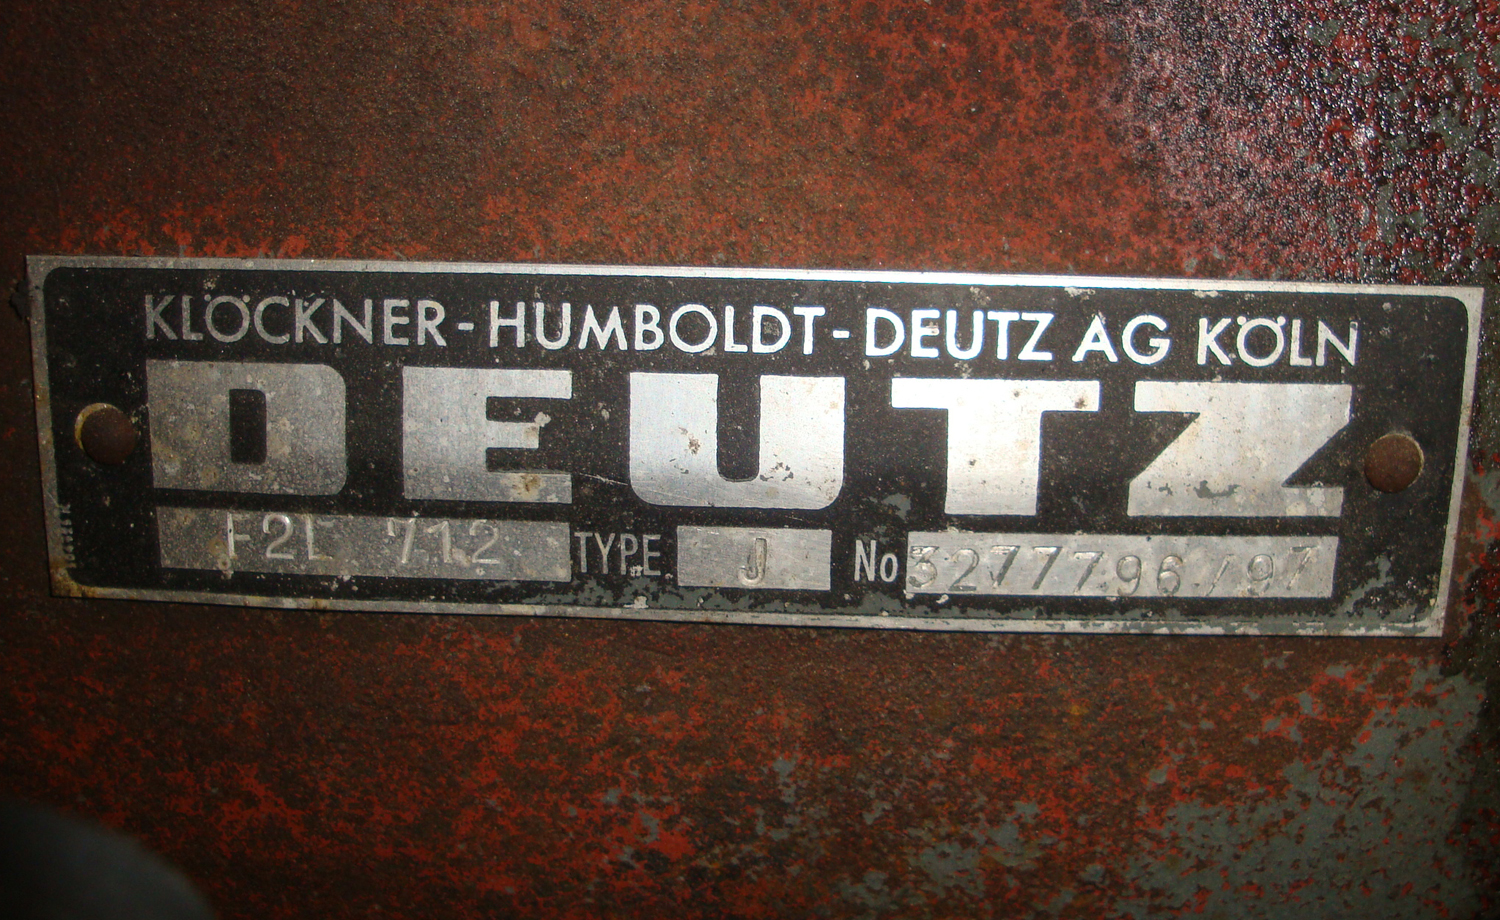 KLÖCKNER-HUMBOLDT-DEUTZ AG KÖLN
DEUTZ
F2L 712 TYPE J No 3277796/97